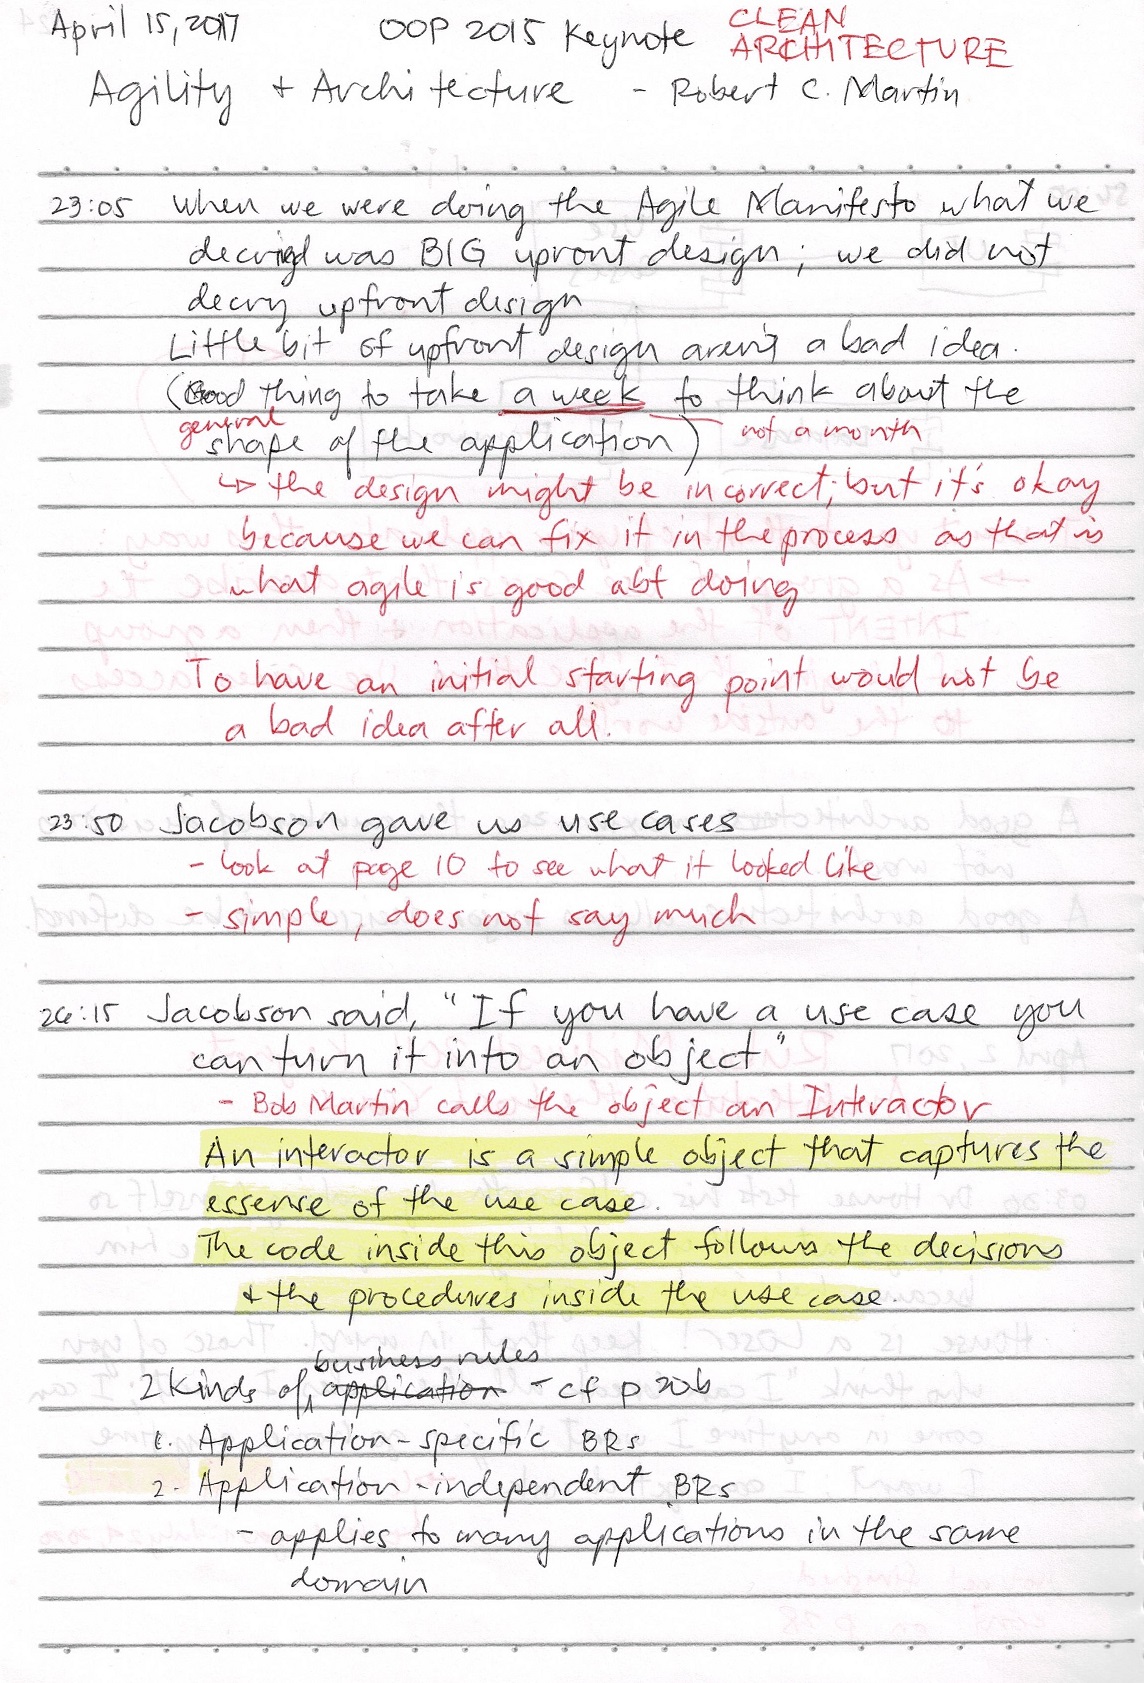 April 15, 2017 OOP 2015 Keynote CLEAN ARCHITECTURE
Agility + Architecture - Robert C. Martin
23:05 When we were doing the Agile Manifesto what we
decried was BIG upront design; we did not
decry upfront design
Little bit of upfront design aren't a bad idea.
(Good thing to take a week to think about the
general shape of the application) not a month
↳ the design might be incorrect; but it's okay
because we can fix it in the process as that is
what agile is good abt doing
To have an initial starting point would not be
a bad idea after all.
23:50 Jacobson gave us use cases
- look at page 10 to see what it looked like
- simple, does not say much
26:15 Jacobson said, "If you have a use case you
can turn it into an object"
- Bob Martin calls the object an Interactor
An interactor is a simple object that captures the
essense of the use case.
The code inside this object follows the decisions
+ the procedures inside the use case.
business rules
2 kinds of application - cf p 20b
1. Application-specific BRs
2. Application-independent BRs
- applies to many applications in the same
domain